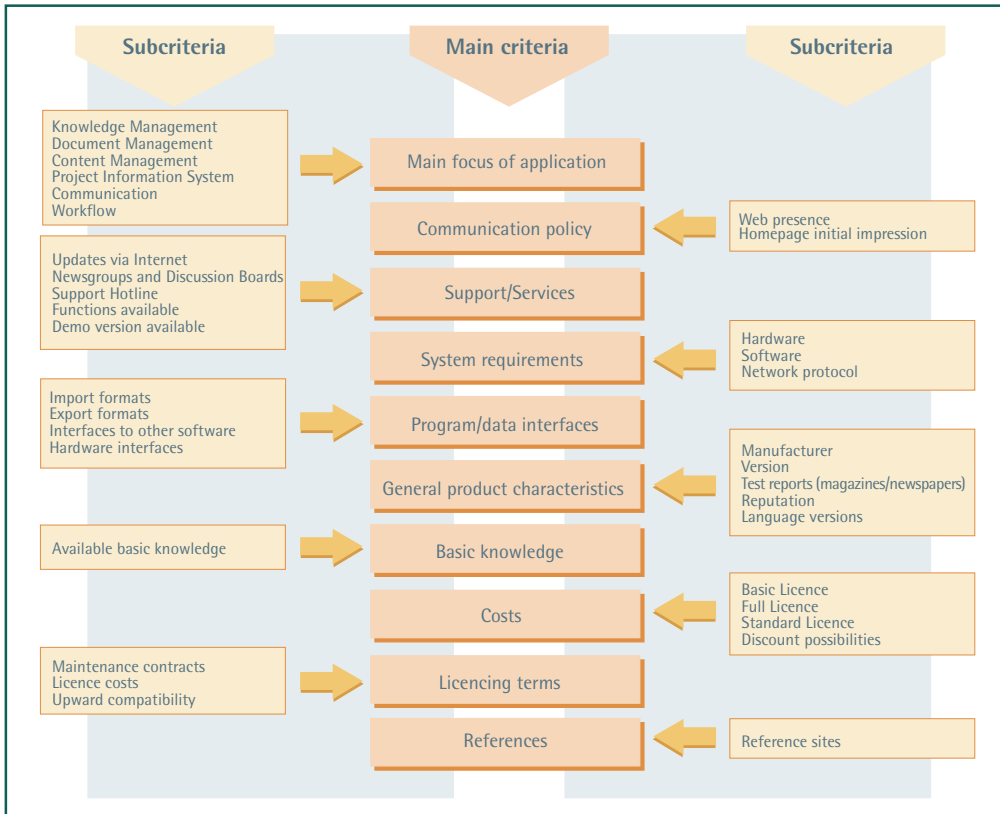 Subcriteria
Main criteria
Subcriteria
Knowledge Management
Document Management
Content Management
Project Information System
Communication
Workflow
Main focus of application
Communication policy
Web presence
Homepage initial impression
Updates via Internet
Newsgroups and Discussion Boards
Support Hotline
Functions available
Demo version available
Support/Services
System requirements
Hardware
Software
Network protocol
Import formats
Export formats
Interfaces to other software
Hardware interfaces
Program/data interfaces
General product characteristics
Manufacturer
Version
Test reports (magazines/newspapers)
Reputation
Language versions
Available basic knowledge
Basic knowledge
Costs
Basic Licence
Full Licence
Standard Licence
Discount possibilities
Maintenance contracts
Licence costs
Upward compatibility
Licencing terms
References
Reference sites